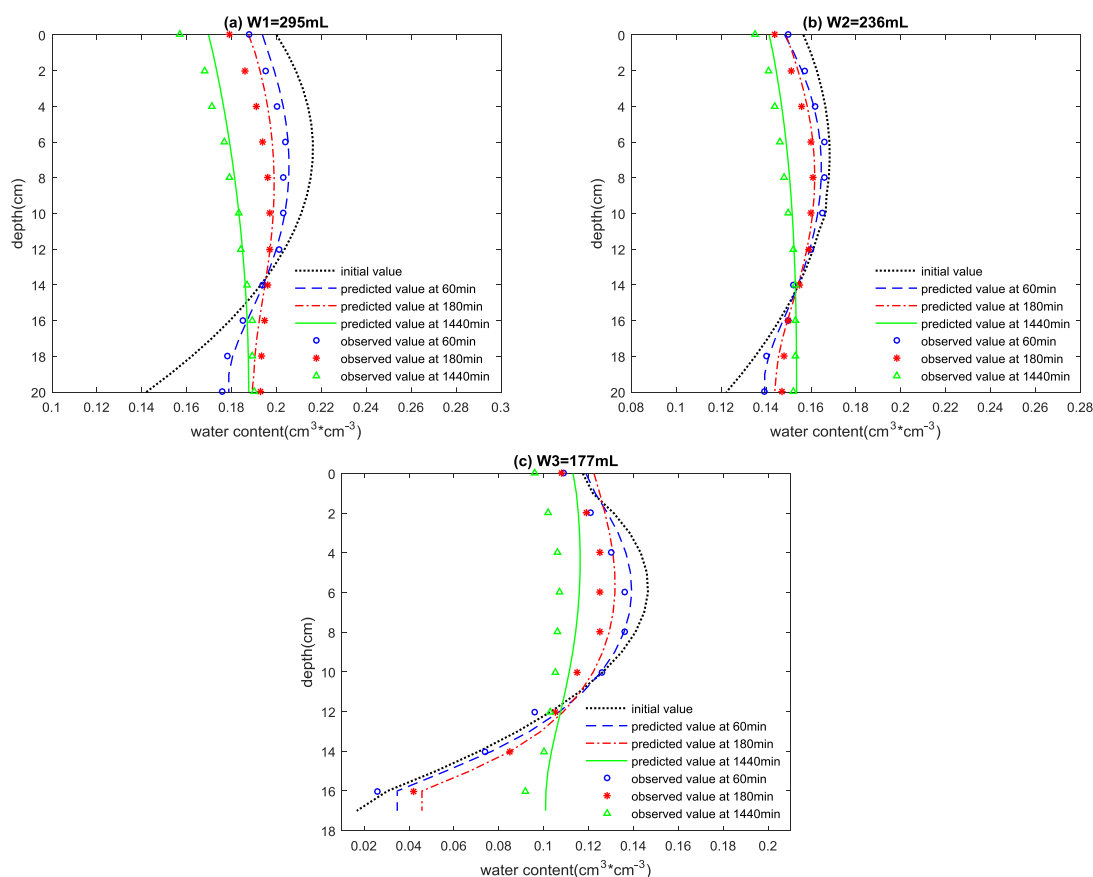 (a) W1=295mL
0
2
4
6
8
10
12
14
16
18
20
depth(cm)
0.1 0.12 0.14 0.16 0.18 0.2 0.22 0.24 0.26 0.28 0.3
water content(cm³*cm⁻³)
initial value
predicted value at 60min
predicted value at 180min
predicted value at 1440min
observed value at 60min
observed value at 180min
observed value at 1440min
(b) W2=236mL
0
2
4
6
8
10
12
14
16
18
20
depth(cm)
0.08 0.1 0.12 0.14 0.16 0.18 0.2 0.22 0.24 0.26 0.28
water content(cm³*cm⁻³)
initial value
predicted value at 60min
predicted value at 180min
predicted value at 1440min
observed value at 60min
observed value at 180min
observed value at 1440min
(c) W3=177mL
0
2
4
6
8
10
12
14
16
18
depth(cm)
0.02 0.04 0.06 0.08 0.1 0.12 0.14 0.16 0.18 0.2
water content(cm³*cm⁻³)
initial value
predicted value at 60min
predicted value at 180min
predicted value at 1440min
observed value at 60min
observed value at 180min
observed value at 1440min